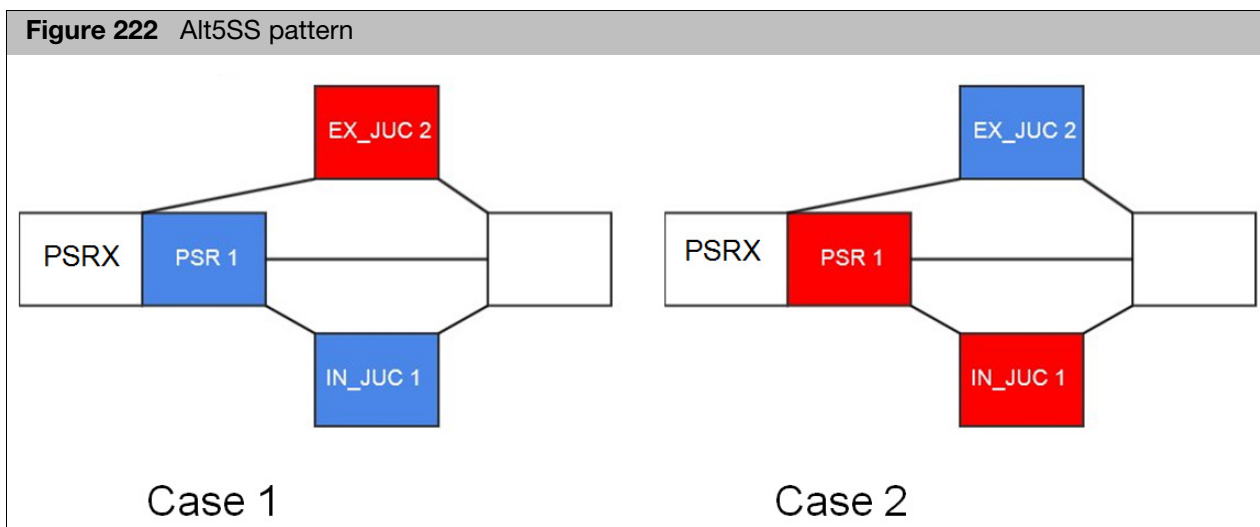 Figure 222 Alt5SS pattern
EX_JUC 2
EX_JUC 2
PSRX
PSR 1
PSRX
PSR 1
IN_JUC 1
IN_JUC 1
Case 1
Case 2